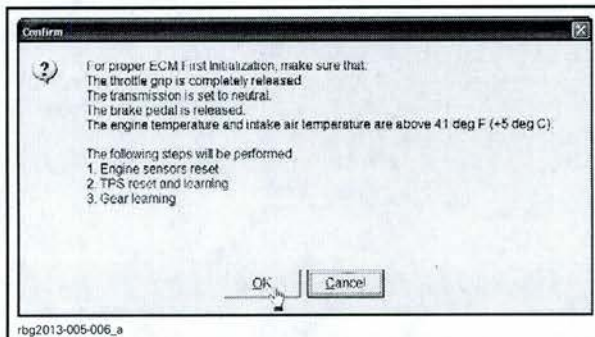 Confirm
For proper ECM First Initialization, make sure that:
The throttle grip is completely released.
The transmission is set to neutral.
The brake pedal is released.
The engine temperature and intake air temperature are above 41 deg F (+5 deg C).
The following steps will be performed
1. Engine sensors reset
2. TPS reset and learning
3. Gear learning
OK
Cancel
rbg2013-005-006_a